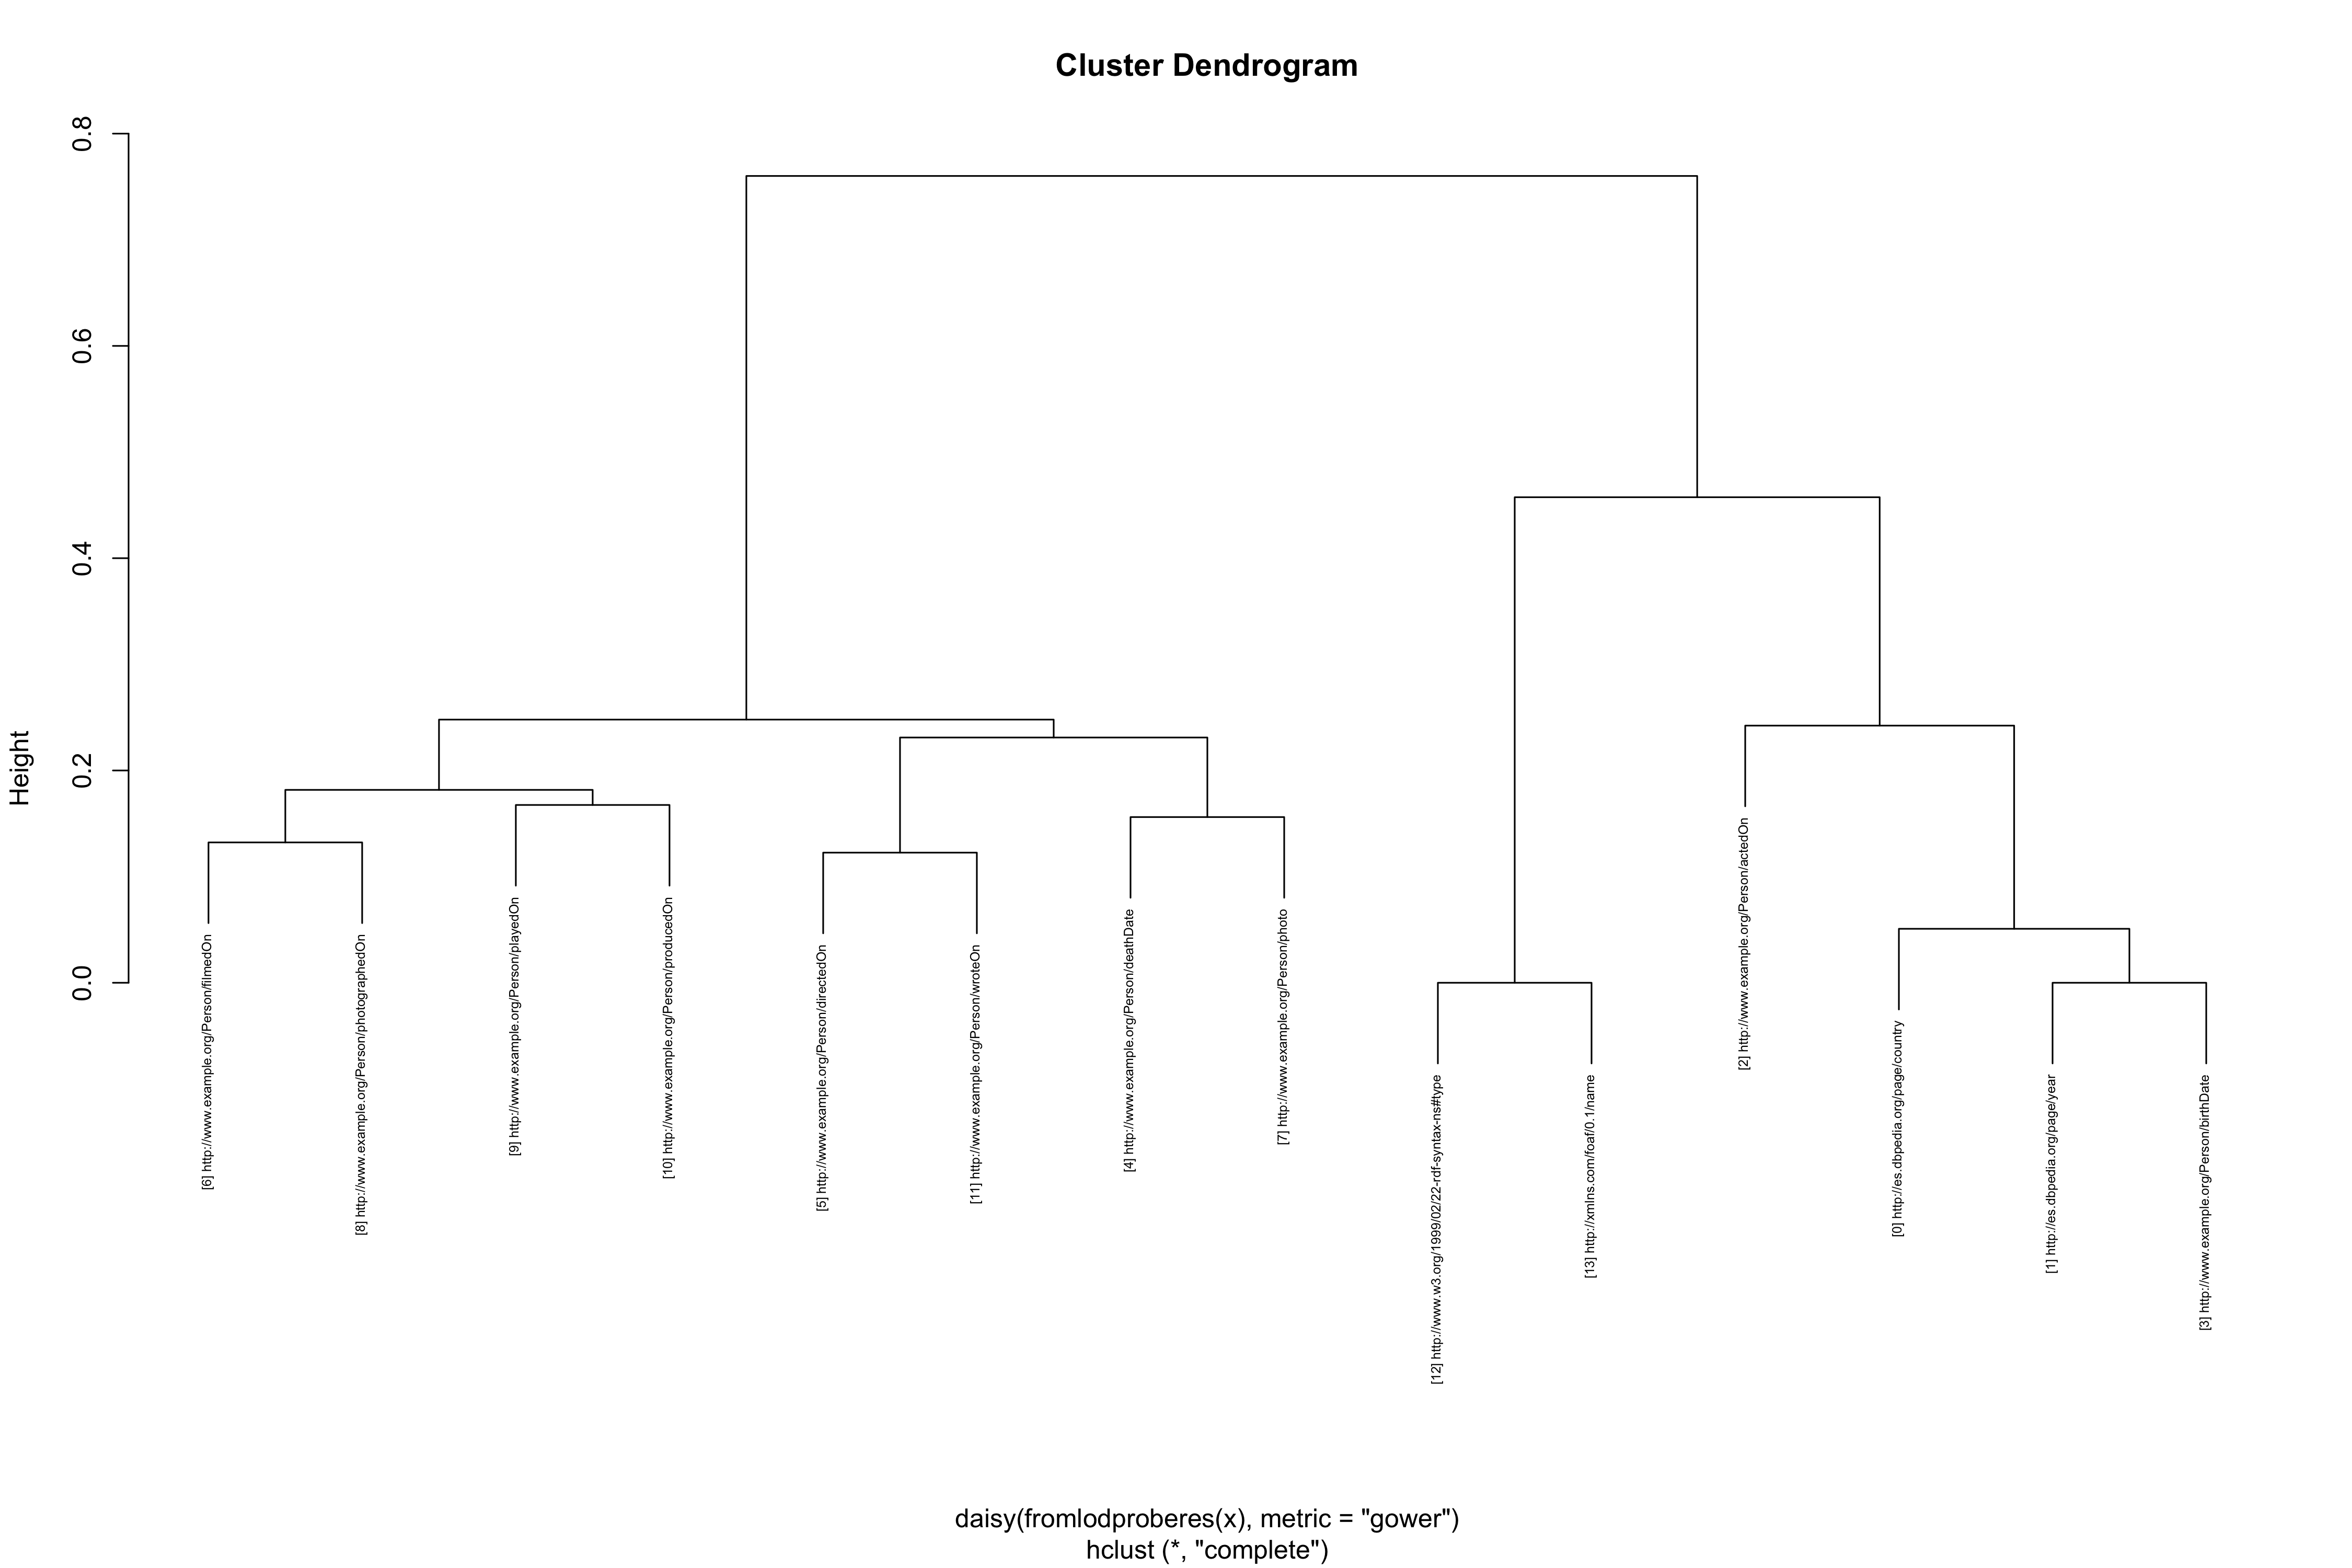 Cluster Dendrogram
Height
0.8
0.6
0.4
0.2
0.0
[6] http://www.example.org/Person/filmedOn
[8] http://www.example.org/Person/photographedOn
[9] http://www.example.org/Person/playedOn
[10] http://www.example.org/Person/producedOn
[5] http://www.example.org/Person/directedOn
[11] http://www.example.org/Person/wroteOn
[4] http://www.example.org/Person/deathDate
[7] http://www.example.org/Person/photo
[12] http://www.w3.org/1999/02/22-rdf-syntax-ns#type
[13] http://xmlns.com/foaf/0.1/name
[2] http://www.example.org/Person/actedOn
[0] http://es.dbpedia.org/page/country
[1] http://es.dbpedia.org/page/year
[3] http://www.example.org/Person/birthDate
daisy(fromlodproberes(x), metric = "gower")
hclust (*, "complete")